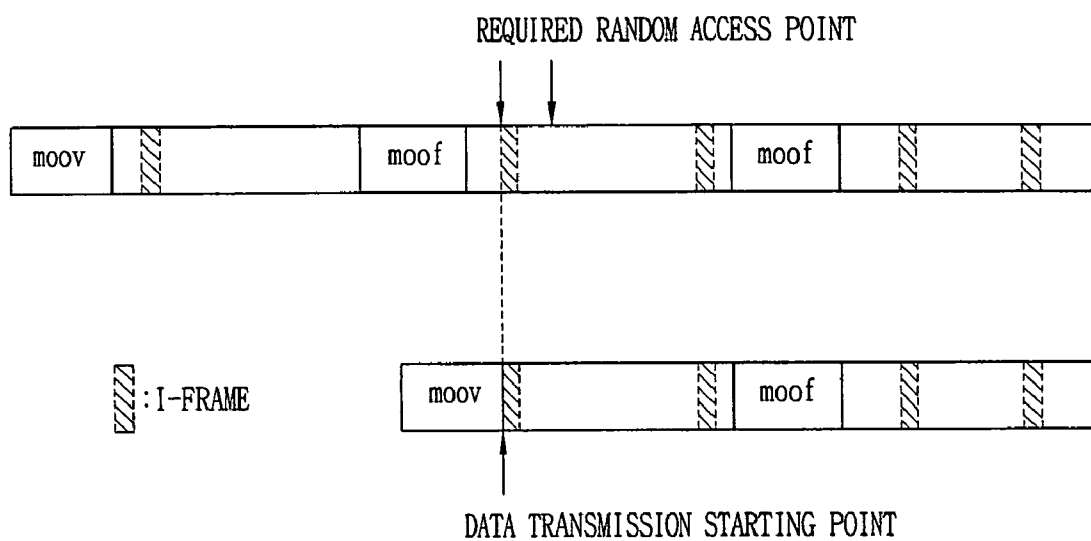 REQUIRED RANDOM ACCESS POINT
moov
moof
moof
moov
moof
:I-FRAME
DATA TRANSMISSION STARTING POINT